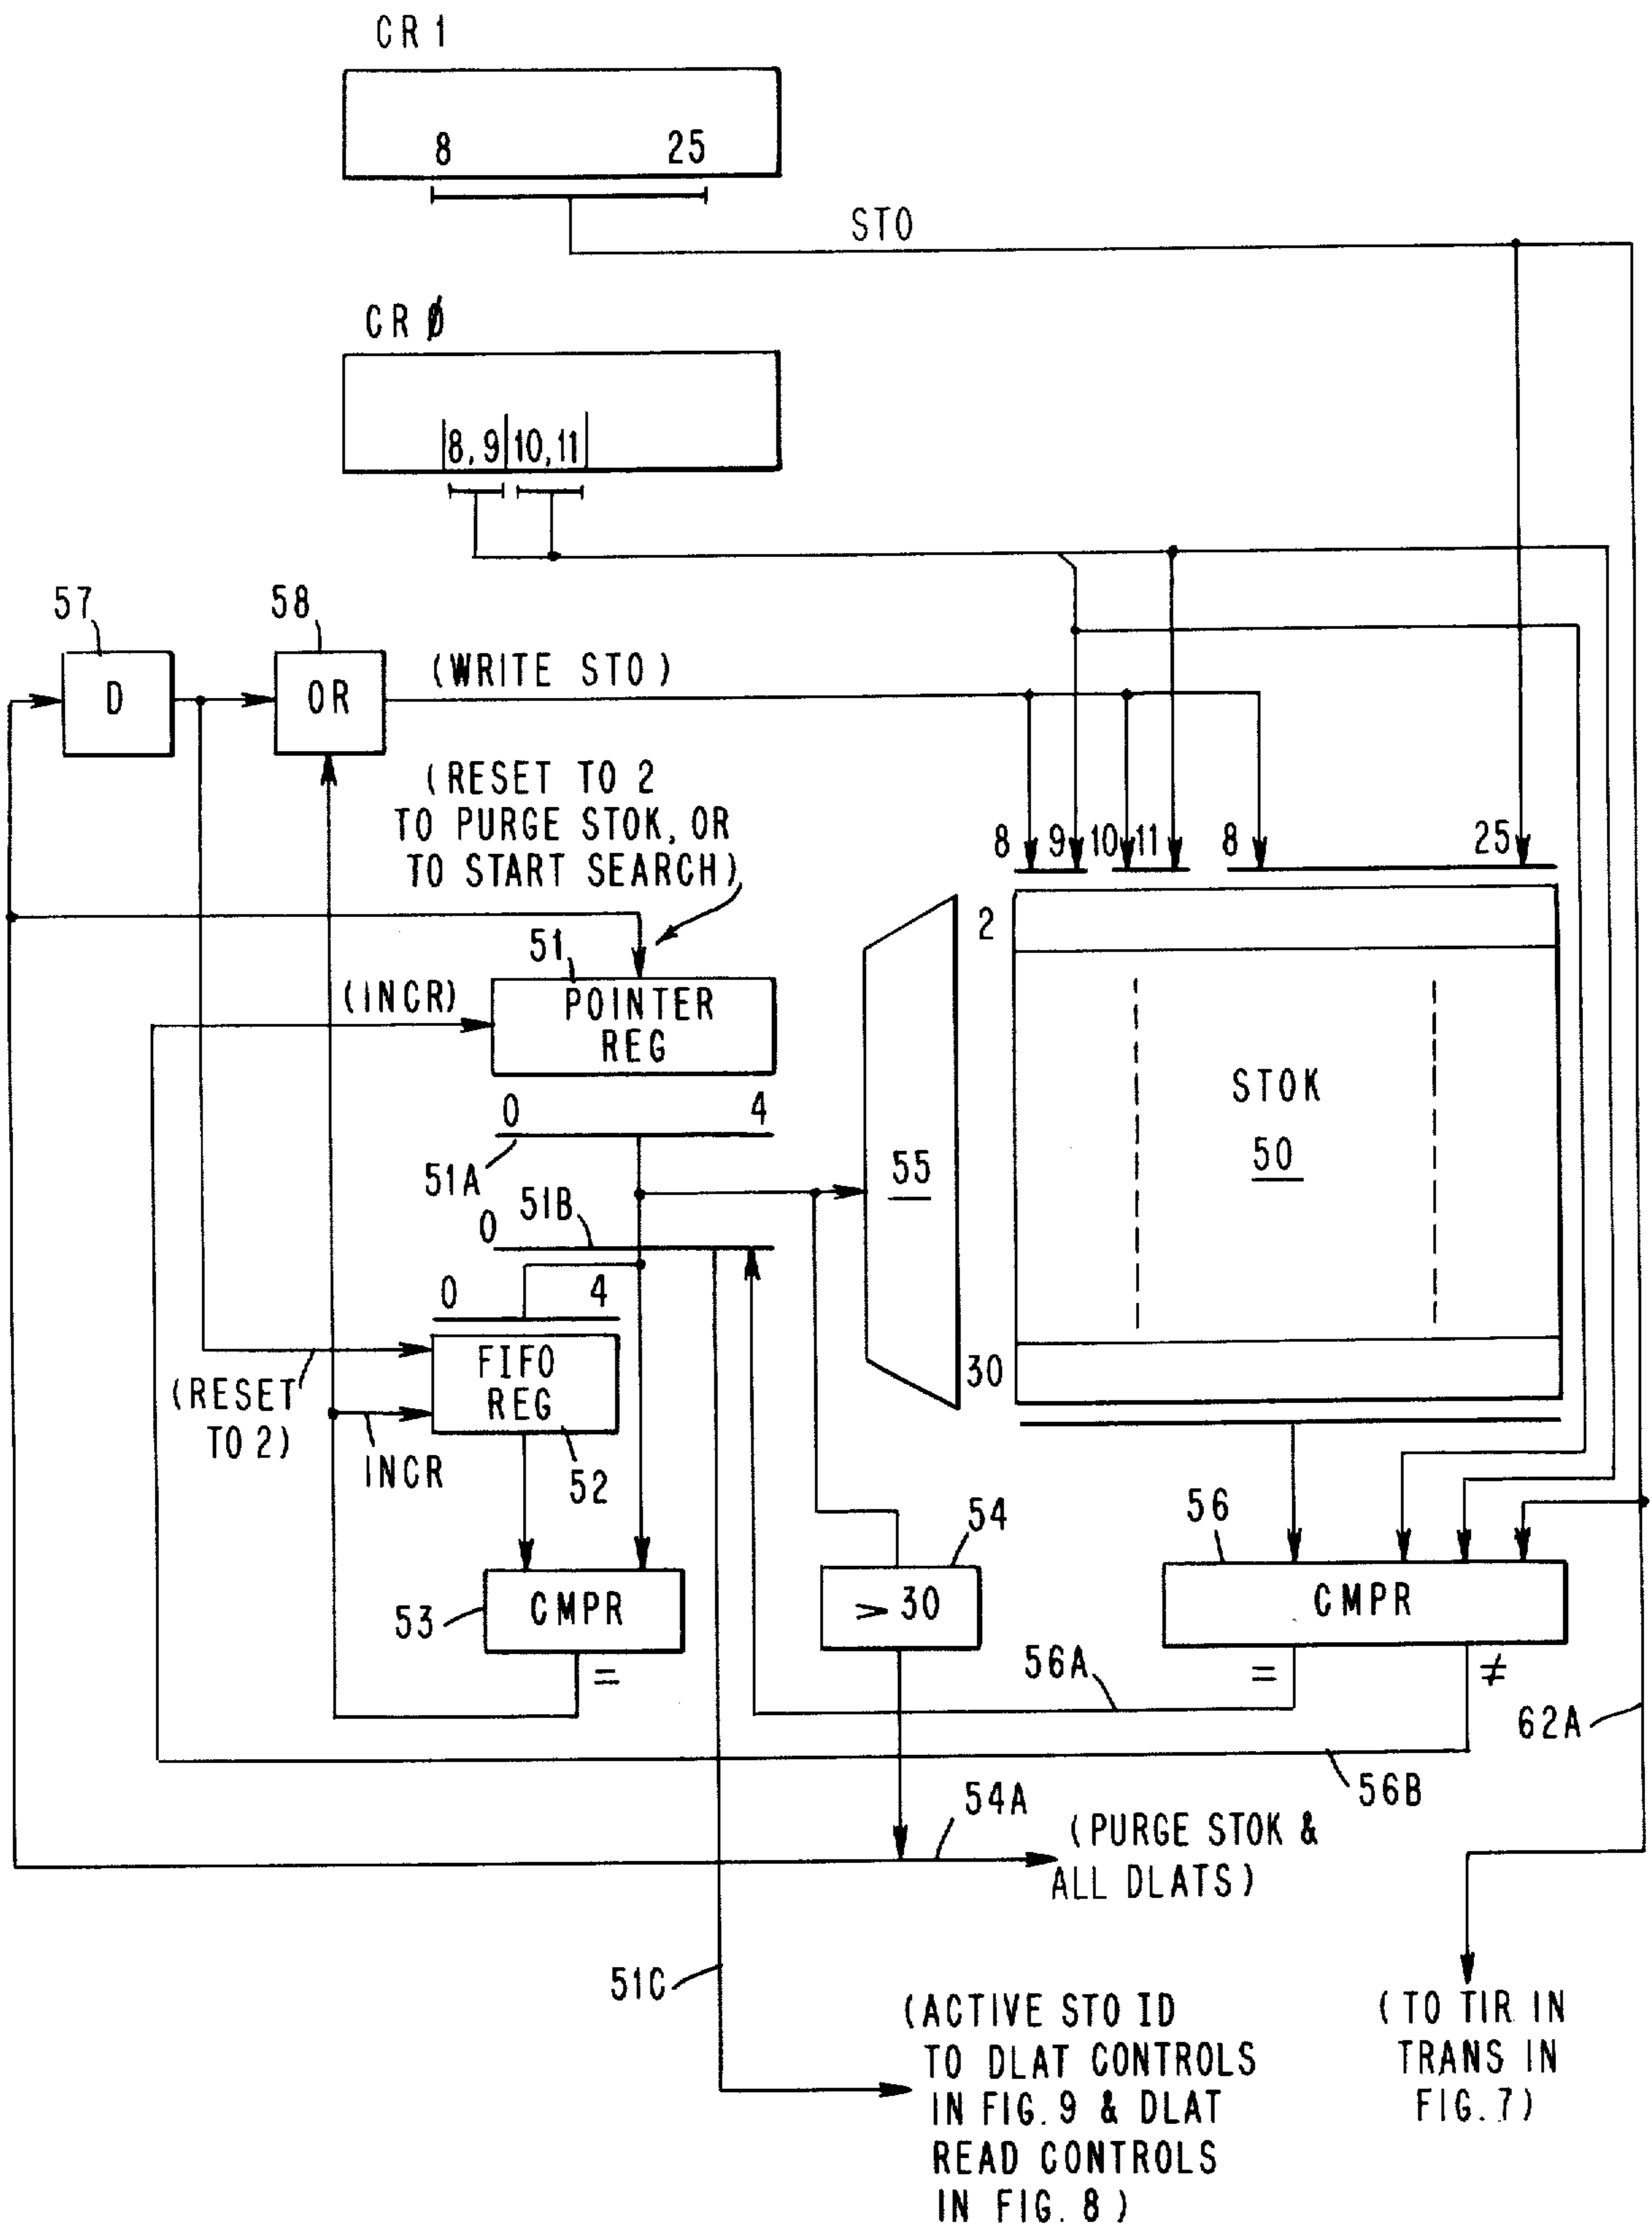 CR 1
8 25
STO
CR Ø
8, 9 10, 11
57
58
D
OR
(WRITE STO)
(RESET TO 2
TO PURGE STOK, OR
TO START SEARCH)
8 9 10 11 8 25
2
51
(INCR)
POINTER
REG
0 4
51A
STOK
50
55
51B
0
0 4
FIFO
REG
30
(RESET
TO 2)
INCR
52
54
56
53
CMPR
> 30
CMPR
=
56A
=
≠
62A
56B
54A
(PURGE STOK &
ALL DLATS)
51C
(ACTIVE STO ID
TO DLAT CONTROLS
IN FIG. 9 & DLAT
READ CONTROLS
IN FIG. 8)
(TO TIR IN
TRANS IN
FIG. 7)